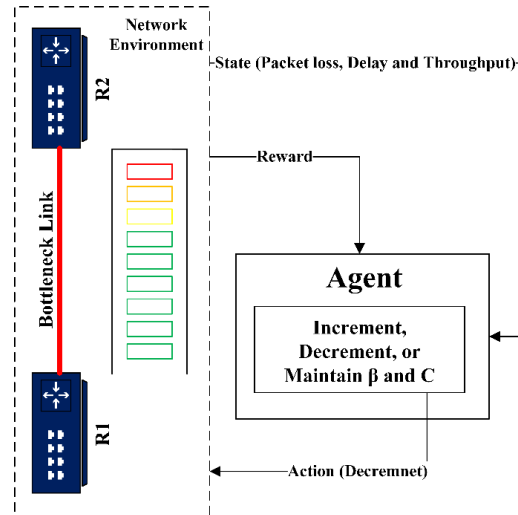 Network
Environment
R2
State (Packet loss, Delay and Throughput)
Reward
Bottleneck Link
Agent
Increment,
Decrement, or
Maintain β and C
R1
Action (Decremnet)